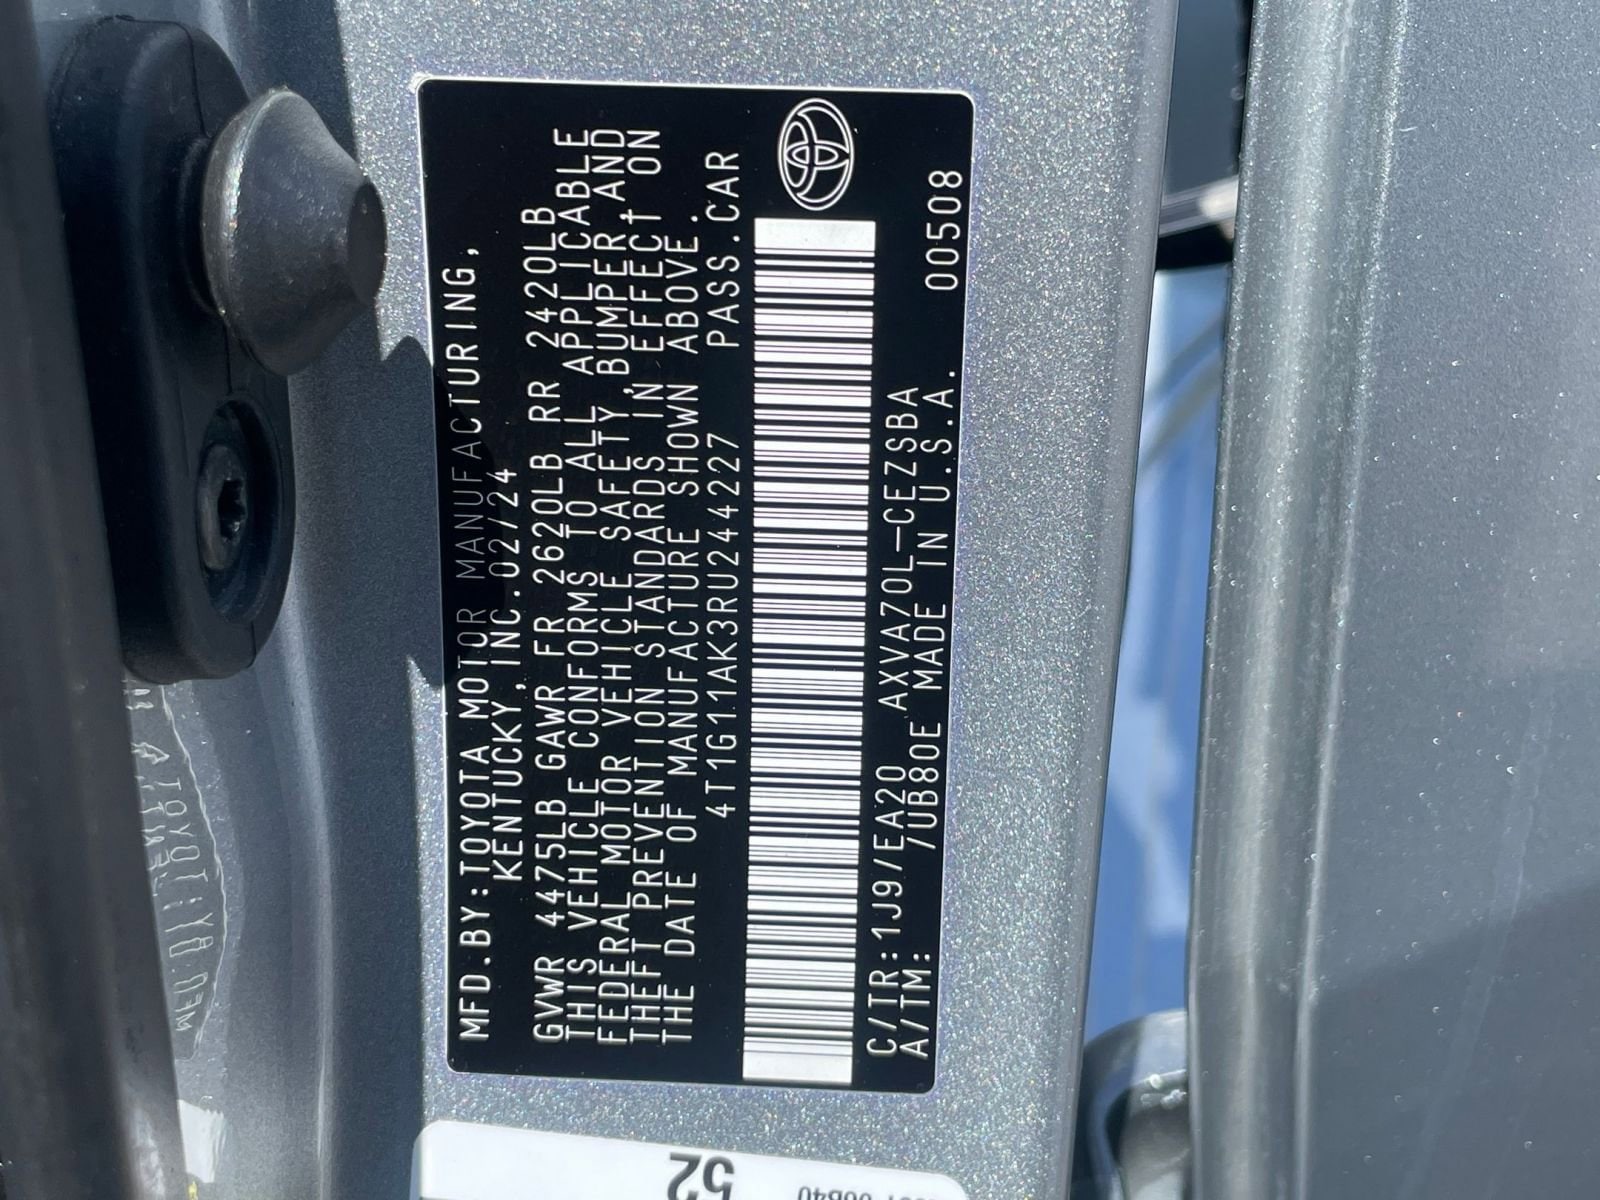 MFD.BY:TOYOTA MOTOR MANUFACTURING,
KENTUCKY,INC.02/24
GVWR 4475LB GAWR FR 2620LB RR 2420LB
THIS VEHICLE CONFORMS TO ALL APPLICABLE
FEDERAL MOTOR VEHICLE SAFETY,BUMPER,AND
THEFT PREVENTION STANDARDS IN EFFECT ON
THE DATE OF MANUFACTURE SHOWN ABOVE.
4T1G11AK3RU244227 PASS.CAR
C/TR:1J9/EA20 AXVA70L-CEZSBA
A/TM: /UB80E MADE IN U.S.A. 00508
52